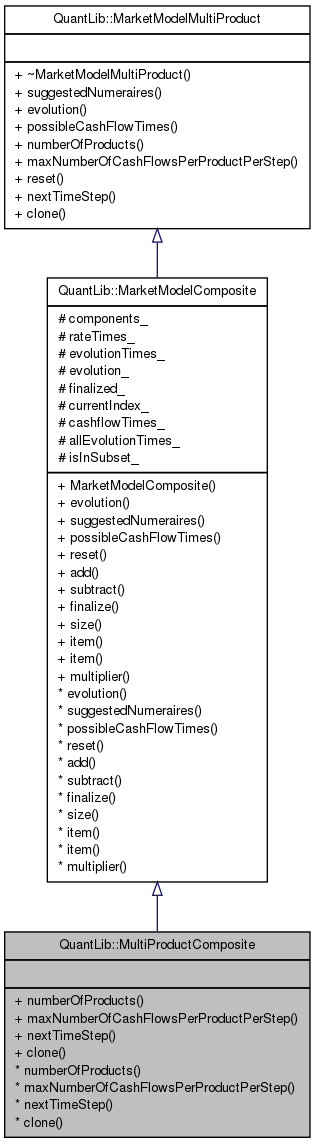 QuantLib::MarketModelMultiProduct
+ ~MarketModelMultiProduct()
+ suggestedNumeraires()
+ evolution()
+ possibleCashFlowTimes()
+ numberOfProducts()
+ maxNumberOfCashFlowsPerProductPerStep()
+ reset()
+ nextTimeStep()
+ clone()
QuantLib::MarketModelComposite
# components_
# rateTimes_
# evolutionTimes_
# evolution_
# finalized_
# currentIndex_
# cashflowTimes_
# allEvolutionTimes_
# isInSubset_
+ MarketModelComposite()
+ evolution()
+ suggestedNumeraires()
+ possibleCashFlowTimes()
+ reset()
+ add()
+ subtract()
+ finalize()
+ size()
+ item()
+ item()
+ multiplier()
* evolution()
* suggestedNumeraires()
* possibleCashFlowTimes()
* reset()
* add()
* subtract()
* finalize()
* size()
* item()
* item()
* multiplier()
QuantLib::MultiProductComposite
+ numberOfProducts()
+ maxNumberOfCashFlowsPerProductPerStep()
+ nextTimeStep()
+ clone()
* numberOfProducts()
* maxNumberOfCashFlowsPerProductPerStep()
* nextTimeStep()
* clone()